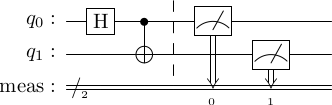 q₀ : H
q₁ :
meas : 2
0 1